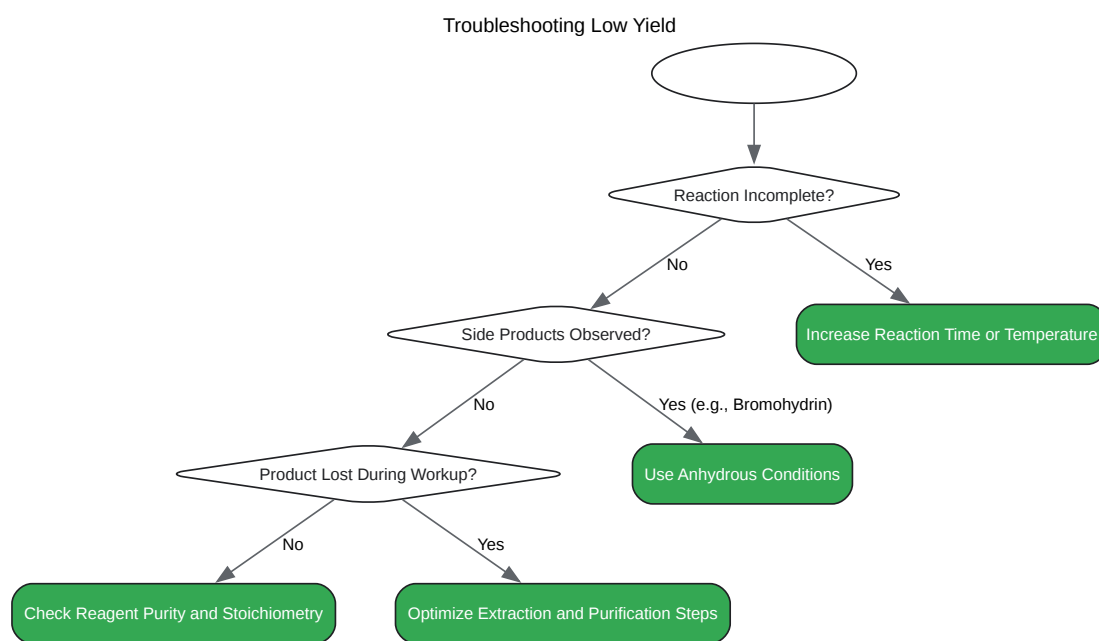 Troubleshooting Low Yield
Reaction Incomplete?
No
Yes
Side Products Observed?
Increase Reaction Time or Temperature
No
Yes (e.g., Bromohydrin)
Product Lost During Workup?
Use Anhydrous Conditions
No
Yes
Check Reagent Purity and Stoichiometry
Optimize Extraction and Purification Steps